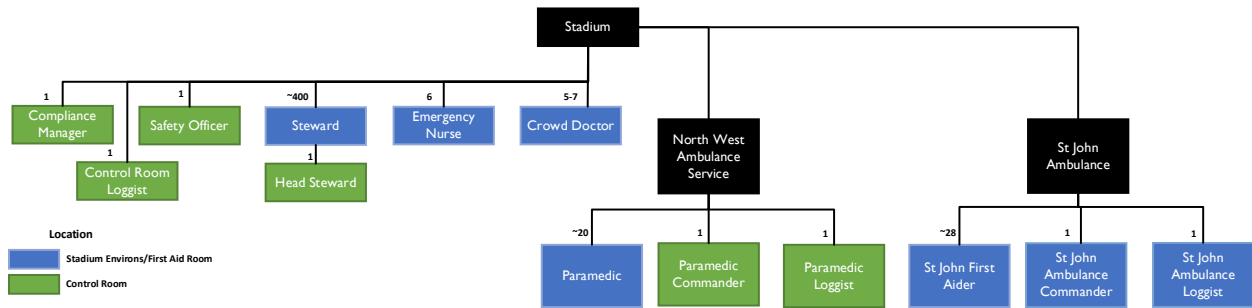 Stadium
1
Compliance
Manager
1
Control Room
Loggist
1
Safety Officer
~400
Steward
1
Head Steward
6
Emergency
Nurse
5-7
Crowd Doctor
North West
Ambulance
Service
St John
Ambulance
~20
Paramedic
1
Paramedic
Commander
1
Paramedic
Loggist
~28
St John First
Aider
1
St John
Ambulance
Commander
1
St John
Ambulance
Loggist
Location
Stadium Environs/First Aid Room
Control Room